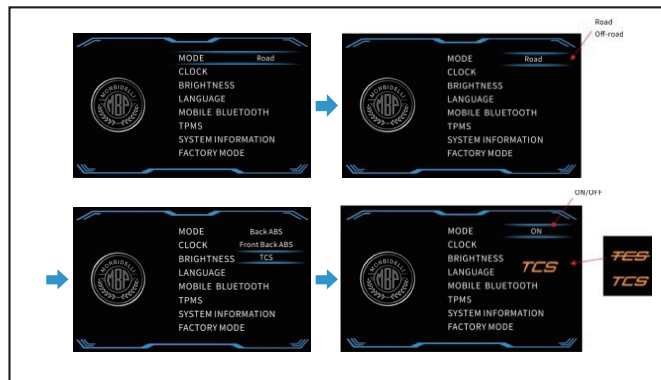 MODE Road
CLOCK
BRIGHTNESS
LANGUAGE
MOBILE BLUETOOTH
TPMS
SYSTEM INFORMATION
FACTORY MODE
MORBIDELLI
MBP
Road
Off-road
MODE Road
CLOCK
BRIGHTNESS
LANGUAGE
MOBILE BLUETOOTH
TPMS
SYSTEM INFORMATION
FACTORY MODE
MORBIDELLI
MBP
MODE Back ABS
CLOCK Front Back ABS
BRIGHTNESS TCS
LANGUAGE
MOBILE BLUETOOTH
TPMS
SYSTEM INFORMATION
FACTORY MODE
MORBIDELLI
MBP
ON/OFF
MODE ON
CLOCK
BRIGHTNESS
LANGUAGE
TCS
MOBILE BLUETOOTH
TPMS
SYSTEM INFORMATION
FACTORY MODE
MORBIDELLI
MBP
TCS
TCS